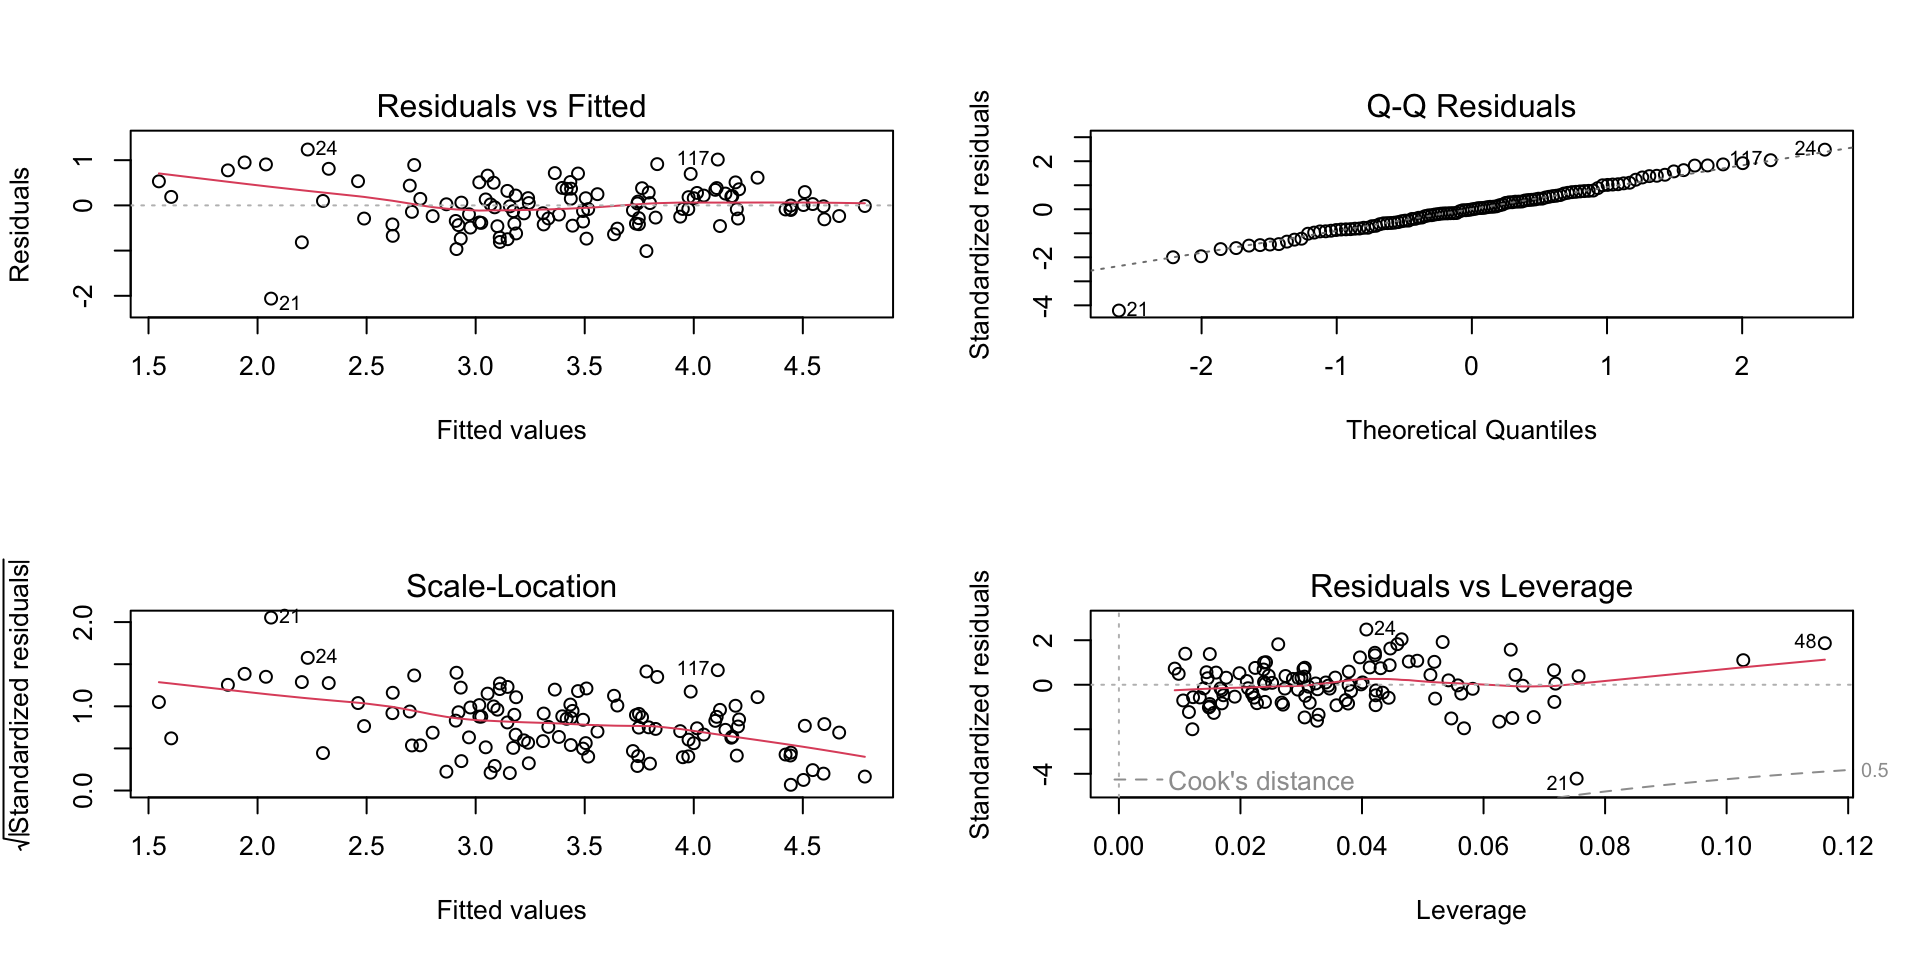 Residuals vs Fitted
Residuals
1
0
-2
24
117
21
1.5 2.0 2.5 3.0 3.5 4.0 4.5
Fitted values
Q-Q Residuals
Standardized residuals
2
0
-2
-4
117
24
21
-2 -1 0 1 2
Theoretical Quantiles
Scale-Location
√|Standardized residuals|
2.0
1.0
0.0
21
24
117
1.5 2.0 2.5 3.0 3.5 4.0 4.5
Fitted values
Residuals vs Leverage
Standardized residuals
2
0
-4
24
48
21
Cook's distance
0.5
0.00 0.02 0.04 0.06 0.08 0.10 0.12
Leverage